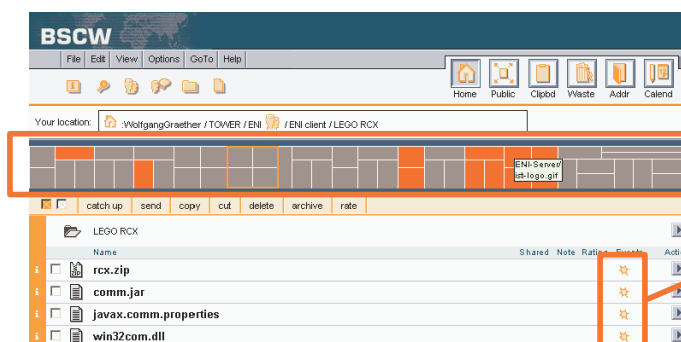 BSCW
File Edit View Options GoTo Help
Home Public Clipbd Waste Addr Calend
Your location: :WolfgangGraether / TOWER / ENI / ENI client / LEGO RCX
ENI-Server/
ist-logo.gif
catch up send copy cut delete archive rate
LEGO RCX
Name Shared Note Rating Events Acti
rcx.zip
comm.jar
javax.comm.properties
win32com.dll